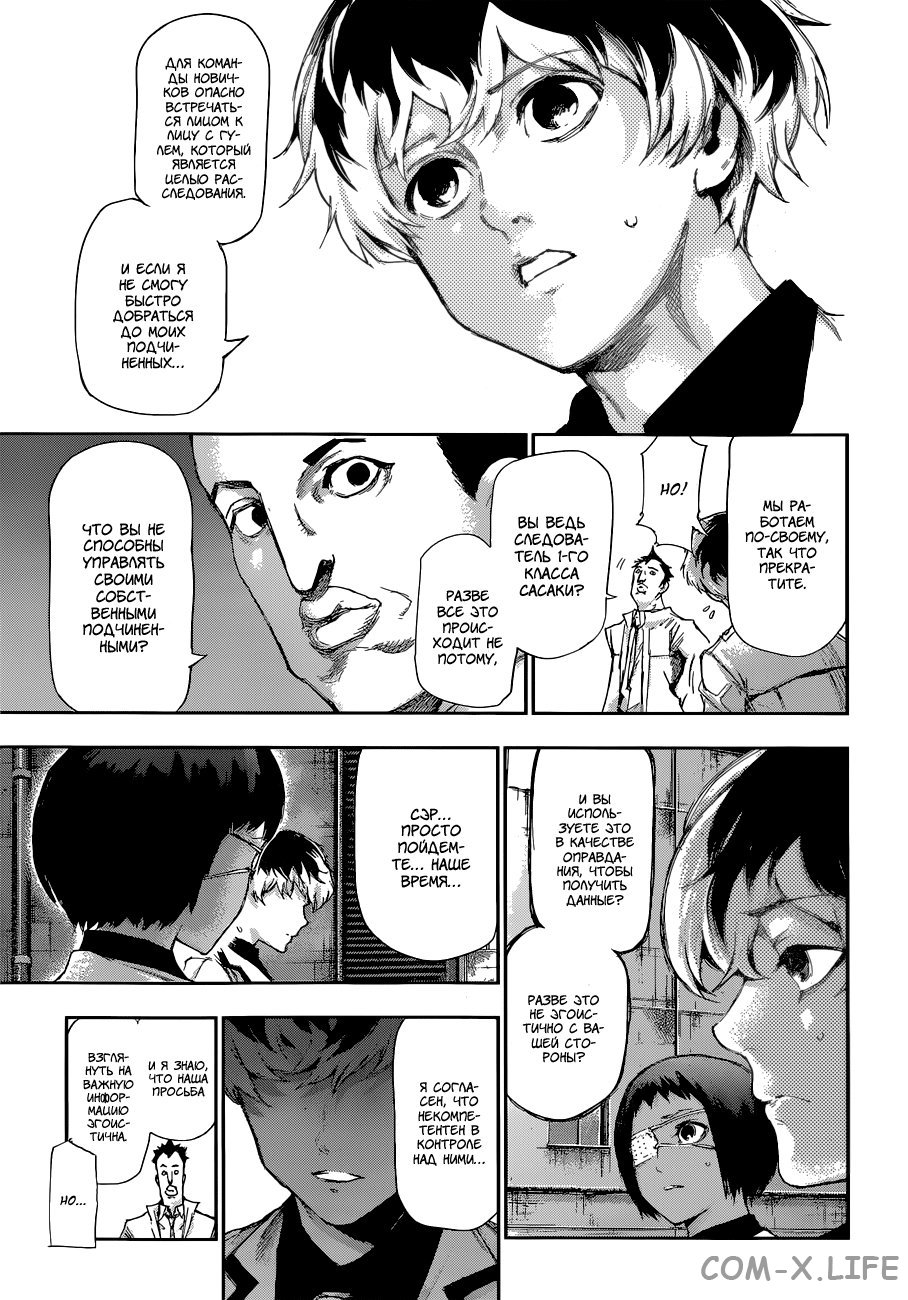 ДЛЯ КОМАН-
ДЫ НОВИЧ-
КОВ ОПАСНО
ВСТРЕЧАТЬ-
СЯ ЛИЦОМ К
ЛИЦУ С ГУ-
ЛЕМ, КОТОРЫЙ
ЯВЛЯЕТСЯ
ЦЕЛЬЮ РАС-
СЛЕДОВАНИЯ.
И ЕСЛИ Я
НЕ СМОГУ
БЫСТРО
ДОБРАТЬСЯ
ДО МОИХ
ПОДЧИ-
НЕННЫХ...
МЫ РА-
БОТАЕМ
ПО-СВОЕМУ,
ТАК ЧТО
ПРЕКРА-
ТИТЕ.
НО!
ВЫ ВЕДЬ
СЛЕДОВА-
ТЕЛЬ 1-ГО
КЛАССА
САСАКИ?
РАЗВЕ
ВСЕ ЭТО
ПРОИС-
ХОДИТ НЕ
ПОТОМУ,
ЧТО ВЫ НЕ
СПОСОБНЫ
УПРАВЛЯТЬ
СВОИМИ
СОБСТ-
ВЕННЫМИ
ПОДЧИНЕН-
НЫМИ?
И ВЫ
ИСПОЛЬ-
ЗУЕТЕ ЭТО
В КАЧЕСТВЕ
ОПРАВДА-
НИЯ, ЧТОБЫ
ПОЛУЧИТЬ
ДАННЫЕ?
РАЗВЕ ЭТО
НЕ ЭГОИС-
ТИЧНО С ВА-
ШЕЙ СТО-
РОНЫ?
СЭР...
ПРОСТО
ПОЙДЕМ-
ТЕ... НАШЕ
ВРЕМЯ...
Я СОГЛА-
СЕН, ЧТО
НЕКОМПЕ-
ТЕНТЕН В
КОНТРОЛЕ
НАД НИМИ...
И Я ЗНАЮ,
ЧТО НАША
ПРОСЬБА
ВЗГЛЯ-
НУТЬ НА
ВАЖНУЮ
ИНФОР-
МАЦИЮ
ЭГОИС-
ТИЧНА.
НО...
COM-X.LIFE